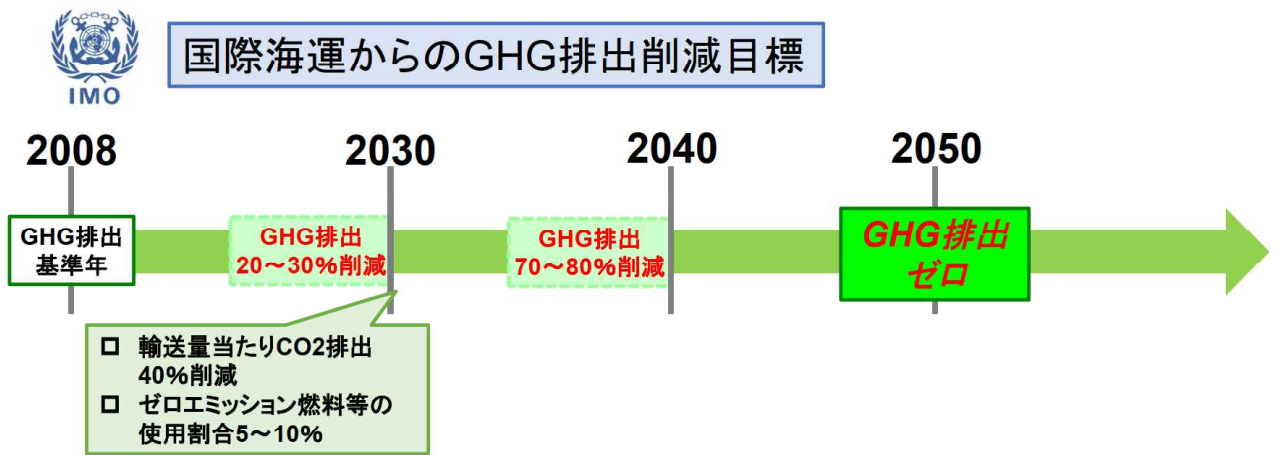 IMO
国際海運からのGHG排出削減目標
2008
2030
2040
2050
GHG排出
基準年
GHG排出
20～30%削減
GHG排出
70～80%削減
GHG排出
ゼロ
輸送量当たりCO2排出
40%削減
ゼロエミッション燃料等の
使用割合5～10%